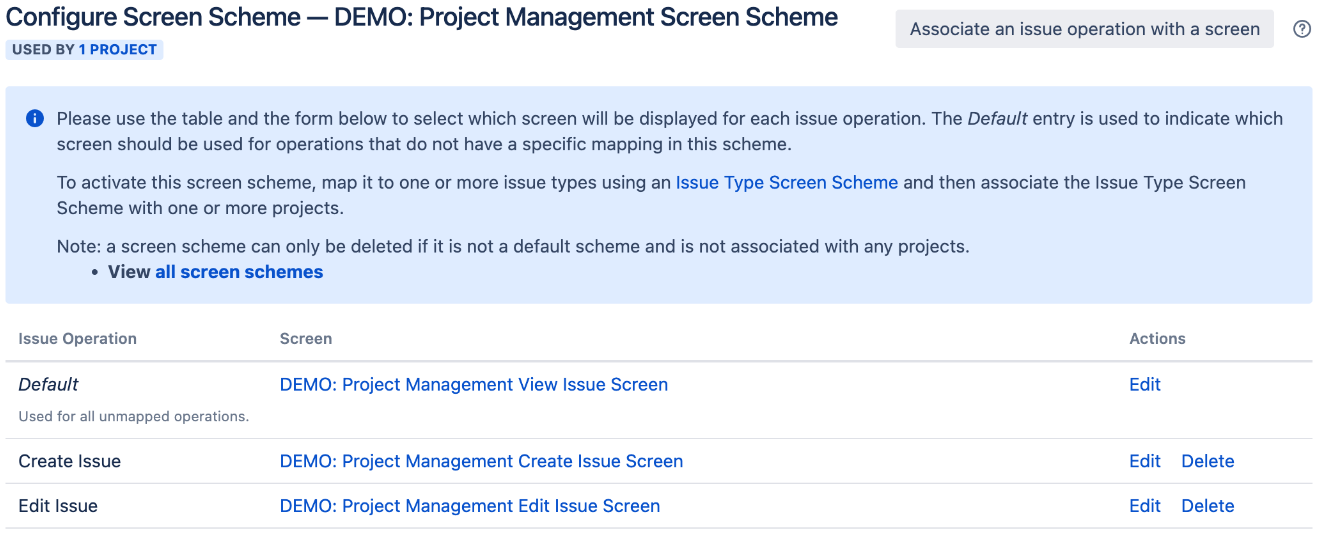 Configure Screen Scheme — DEMO: Project Management Screen Scheme
Associate an issue operation with a screen
USED BY 1 PROJECT
Please use the table and the form below to select which screen will be displayed for each issue operation. The Default entry is used to indicate which
screen should be used for operations that do not have a specific mapping in this scheme.
To activate this screen scheme, map it to one or more issue types using an Issue Type Screen Scheme and then associate the Issue Type Screen
Scheme with one or more projects.
Note: a screen scheme can only be deleted if it is not a default scheme and is not associated with any projects.
• View all screen schemes
Issue Operation Screen Actions
Default DEMO: Project Management View Issue Screen Edit
Used for all unmapped operations.
Create Issue DEMO: Project Management Create Issue Screen Edit Delete
Edit Issue DEMO: Project Management Edit Issue Screen Edit Delete